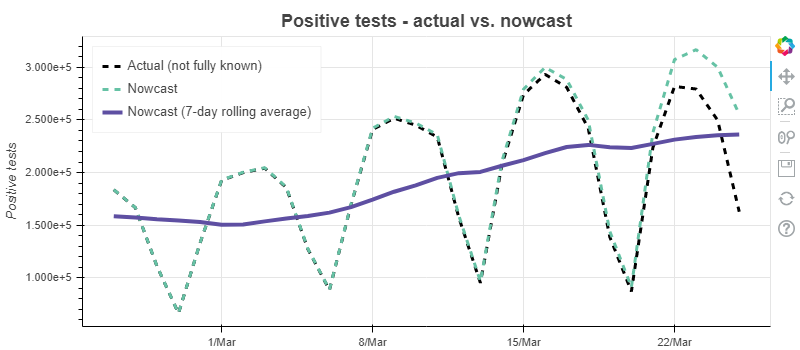 Positive tests - actual vs. nowcast
Actual (not fully known)
Nowcast
Nowcast (7-day rolling average)
Positive tests
3.000e+5
2.500e+5
2.000e+5
1.500e+5
1.000e+5
1/Mar
8/Mar
15/Mar
22/Mar